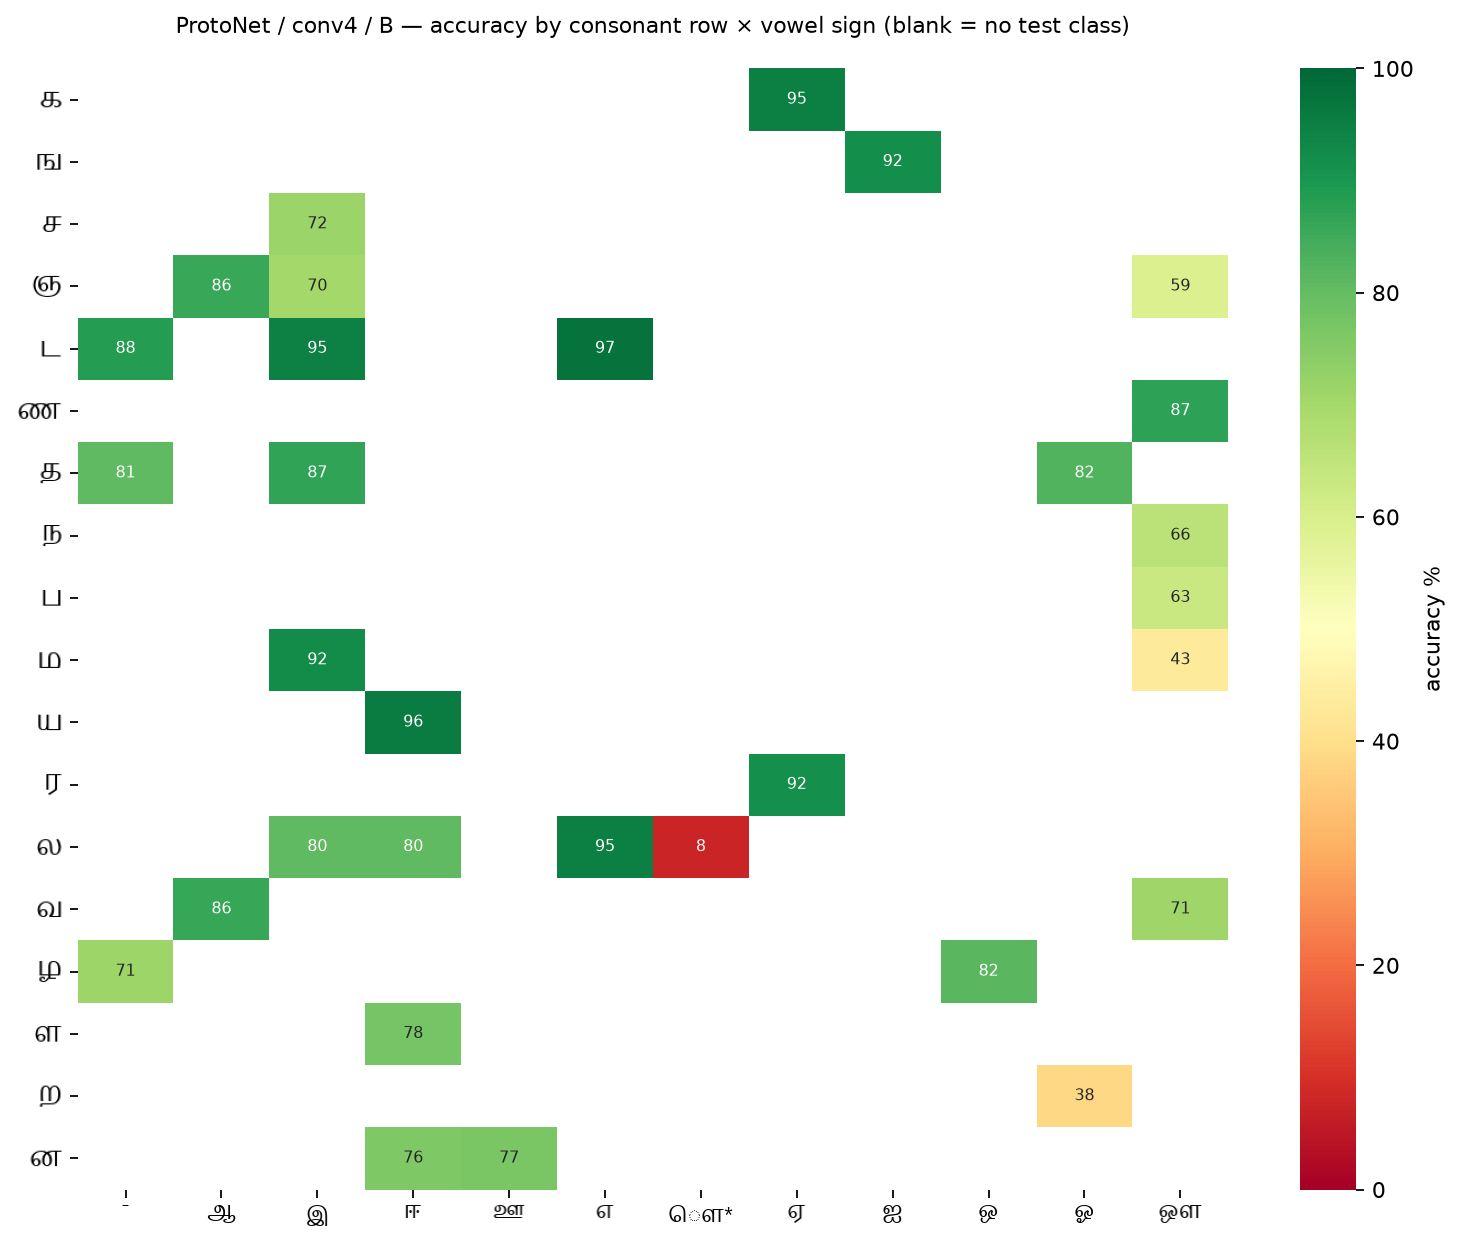 ProtoNet / conv4 / B — accuracy by consonant row × vowel sign (blank = no test class)
க 95
ங 92
ச 72
ஞ 86 70 59
ட 88 95 97
ண 87
த 81 87 82
ந 66
ப 63
ம 92 43
ய 96
ர 92
ல 80 80 95 8
வ 86 71
ழ 71 82
ள 78
ற 38
ன 76 77
- ஆ இ ஈ ஊ எ ௌ* ஏ ஐ ஒ ஓ ஔ
100
80
60
40
20
0
accuracy %